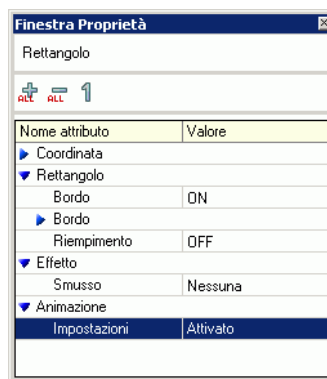 Finestra Proprietà
Rettangolo
ALL ALL 1
Nome attributo Valore
Coordinata
Rettangolo
Bordo ON
Bordo
Riempimento OFF
Effetto
Smusso Nessuna
Animazione
Impostazioni Attivato